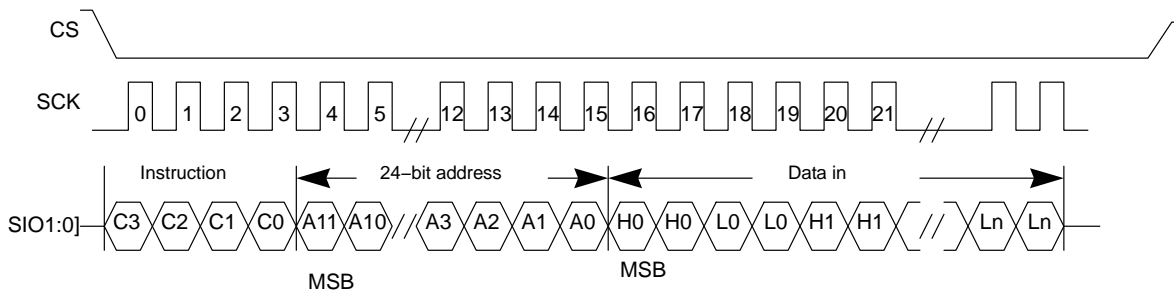 CS
SCK
0 1 2 3 4 5 12 13 14 15 16 17 18 19 20 21
Instruction 24−bit address Data in
SIO1:0] C3 C2 C1 C0 A11 A10 A3 A2 A1 A0 H0 H0 L0 L0 H1 H1 Ln Ln
MSB MSB